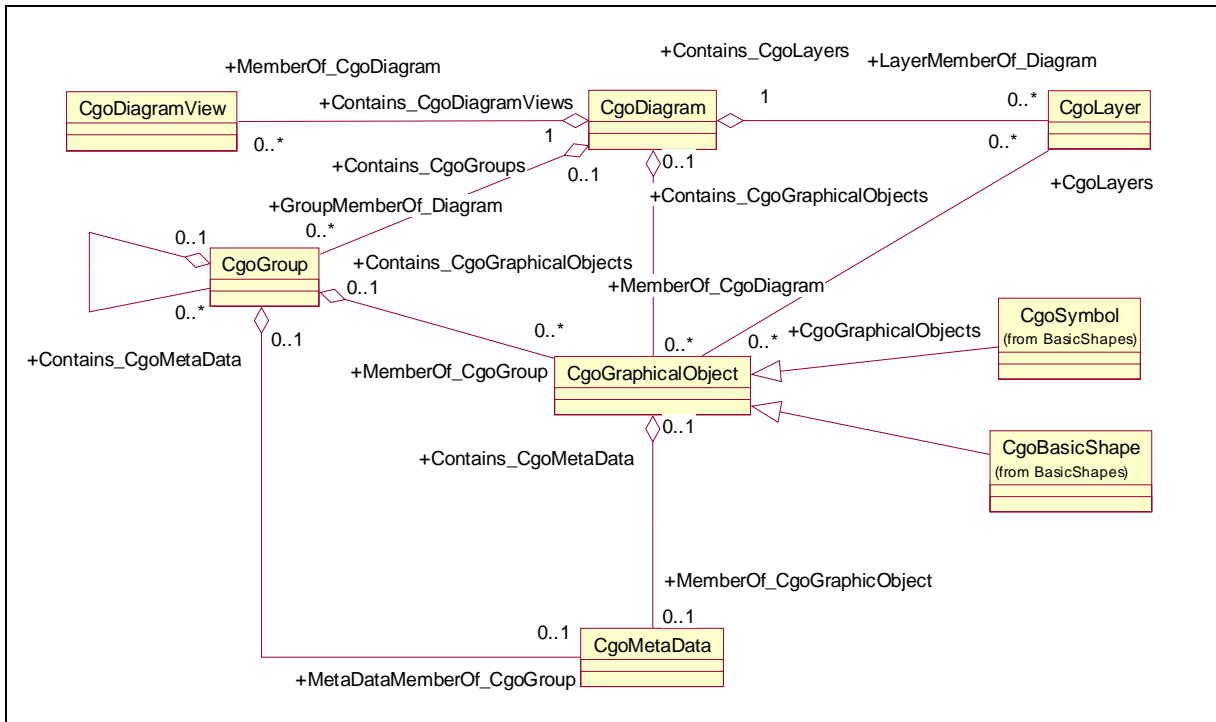 +Contains_CgoLayers
+MemberOf_CgoDiagram
+LayerMemberOf_Diagram
CgoDiagramView
+Contains_CgoDiagramViews
CgoDiagram
1
0..*
CgoLayer
0..*
1
0..1
0..1
0..*
+Contains_CgoGroups
+CgoLayers
+Contains_CgoGraphicalObjects
+GroupMemberOf_Diagram
0..*
0..1
CgoGroup
+Contains_CgoGraphicalObjects
0..1
+MemberOf_CgoDiagram
0..*
0..1
0..*
0..*
0..*
+CgoGraphicalObjects
CgoSymbol
(from BasicShapes)
+Contains_CgoMetaData
+MemberOf_CgoGroup
CgoGraphicalObject
0..1
+Contains_CgoMetaData
CgoBasicShape
(from BasicShapes)
+MemberOf_CgoGraphicObject
0..1
0..1
CgoMetaData
+MetaDataMemberOf_CgoGroup